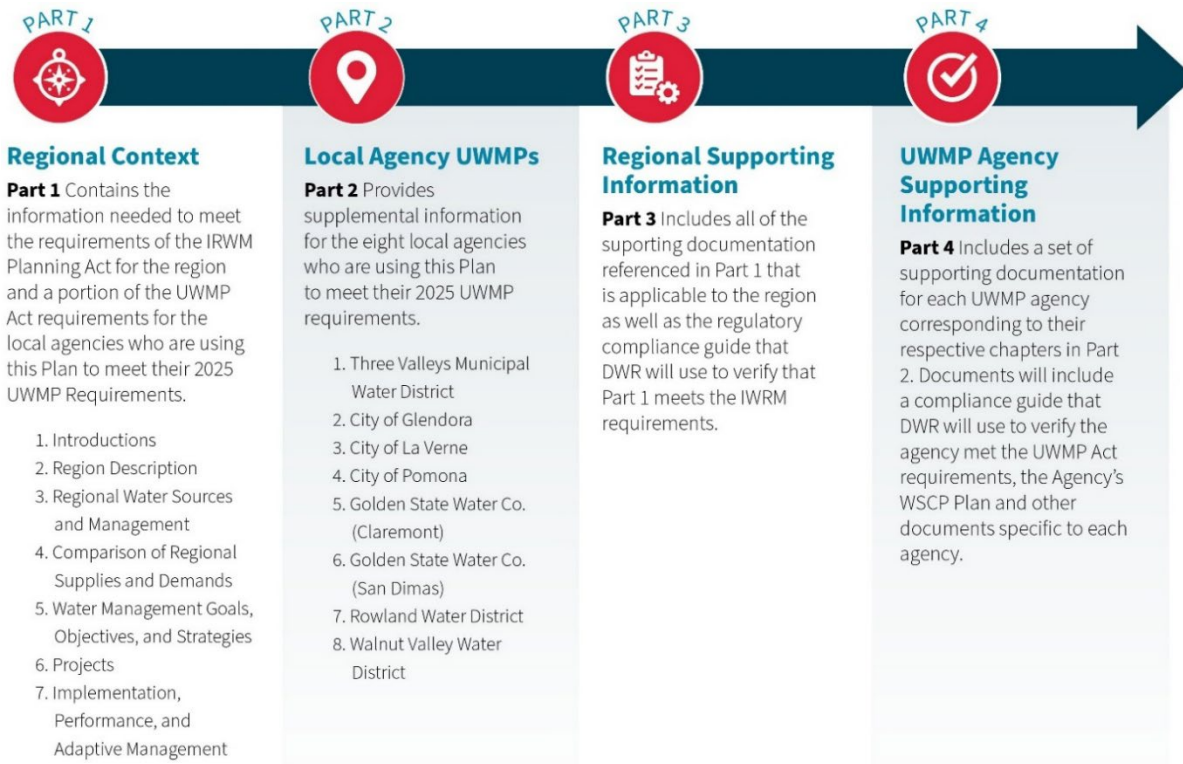 PART 1
Regional Context
Part 1 Contains the
information needed to meet
the requirements of the IRWM
Planning Act for the region
and a portion of the UWMP
Act requirements for the
local agencies who are using
this Plan to meet their 2025
UWMP Requirements.
1. Introductions
2. Region Description
3. Regional Water Sources
and Management
4. Comparison of Regional
Supplies and Demands
5. Water Management Goals,
Objectives, and Strategies
6. Projects
7. Implementation,
Performance, and
Adaptive Management
PART 2
Local Agency UWMPs
Part 2 Provides
supplemental information
for the eight local agencies
who are using this Plan
to meet their 2025 UWMP
requirements.
1. Three Valleys Municipal
Water District
2. City of Glendora
3. City of La Verne
4. City of Pomona
5. Golden State Water Co.
(Claremont)
6. Golden State Water Co.
(San Dimas)
7. Rowland Water District
8. Walnut Valley Water
District
PART 3
Regional Supporting
Information
Part 3 Includes all of the
suporting documentation
referenced in Part 1 that
is applicable to the region
as well as the regulatory
compliance guide that
DWR will use to verify that
Part 1 meets the IWRM
requirements.
PART 4
UWMP Agency
Supporting
Information
Part 4 Includes a set of
supporting documentation
for each UWMP agency
corresponding to their
respective chapters in Part
2. Documents will include
a compliance guide that
DWR will use to verify the
agency met the UWMP Act
requirements, the Agency's
WSCP Plan and other
documents specific to each
agency.